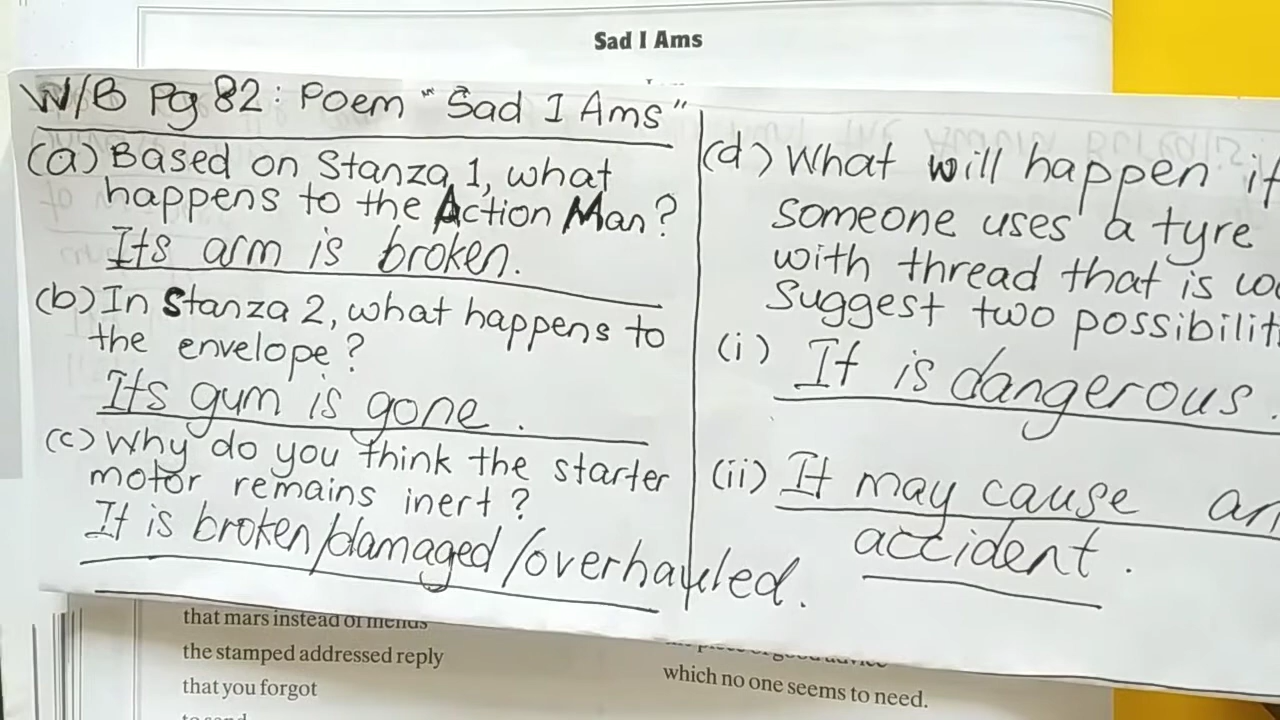 Sad I Ams
W/B Pg 82: Poem "Sad I Ams"
(a) Based on Stanza 1, what
happens to the Action Man?
Its arm is broken.
(b) In Stanza 2, what happens to
the envelope?
Its gum is gone.
(c) Why do you think the starter
motor remains inert?
It is broken/damaged/overhauled.
(d) What will happen if
someone uses a tyre
with thread that is
Suggest two
(i) It is dangerous.
(ii) It may cause an
accident.
that mars instead of mends
the stamped addressed reply
that you forgot
piece of good advice
which no one seems to need.